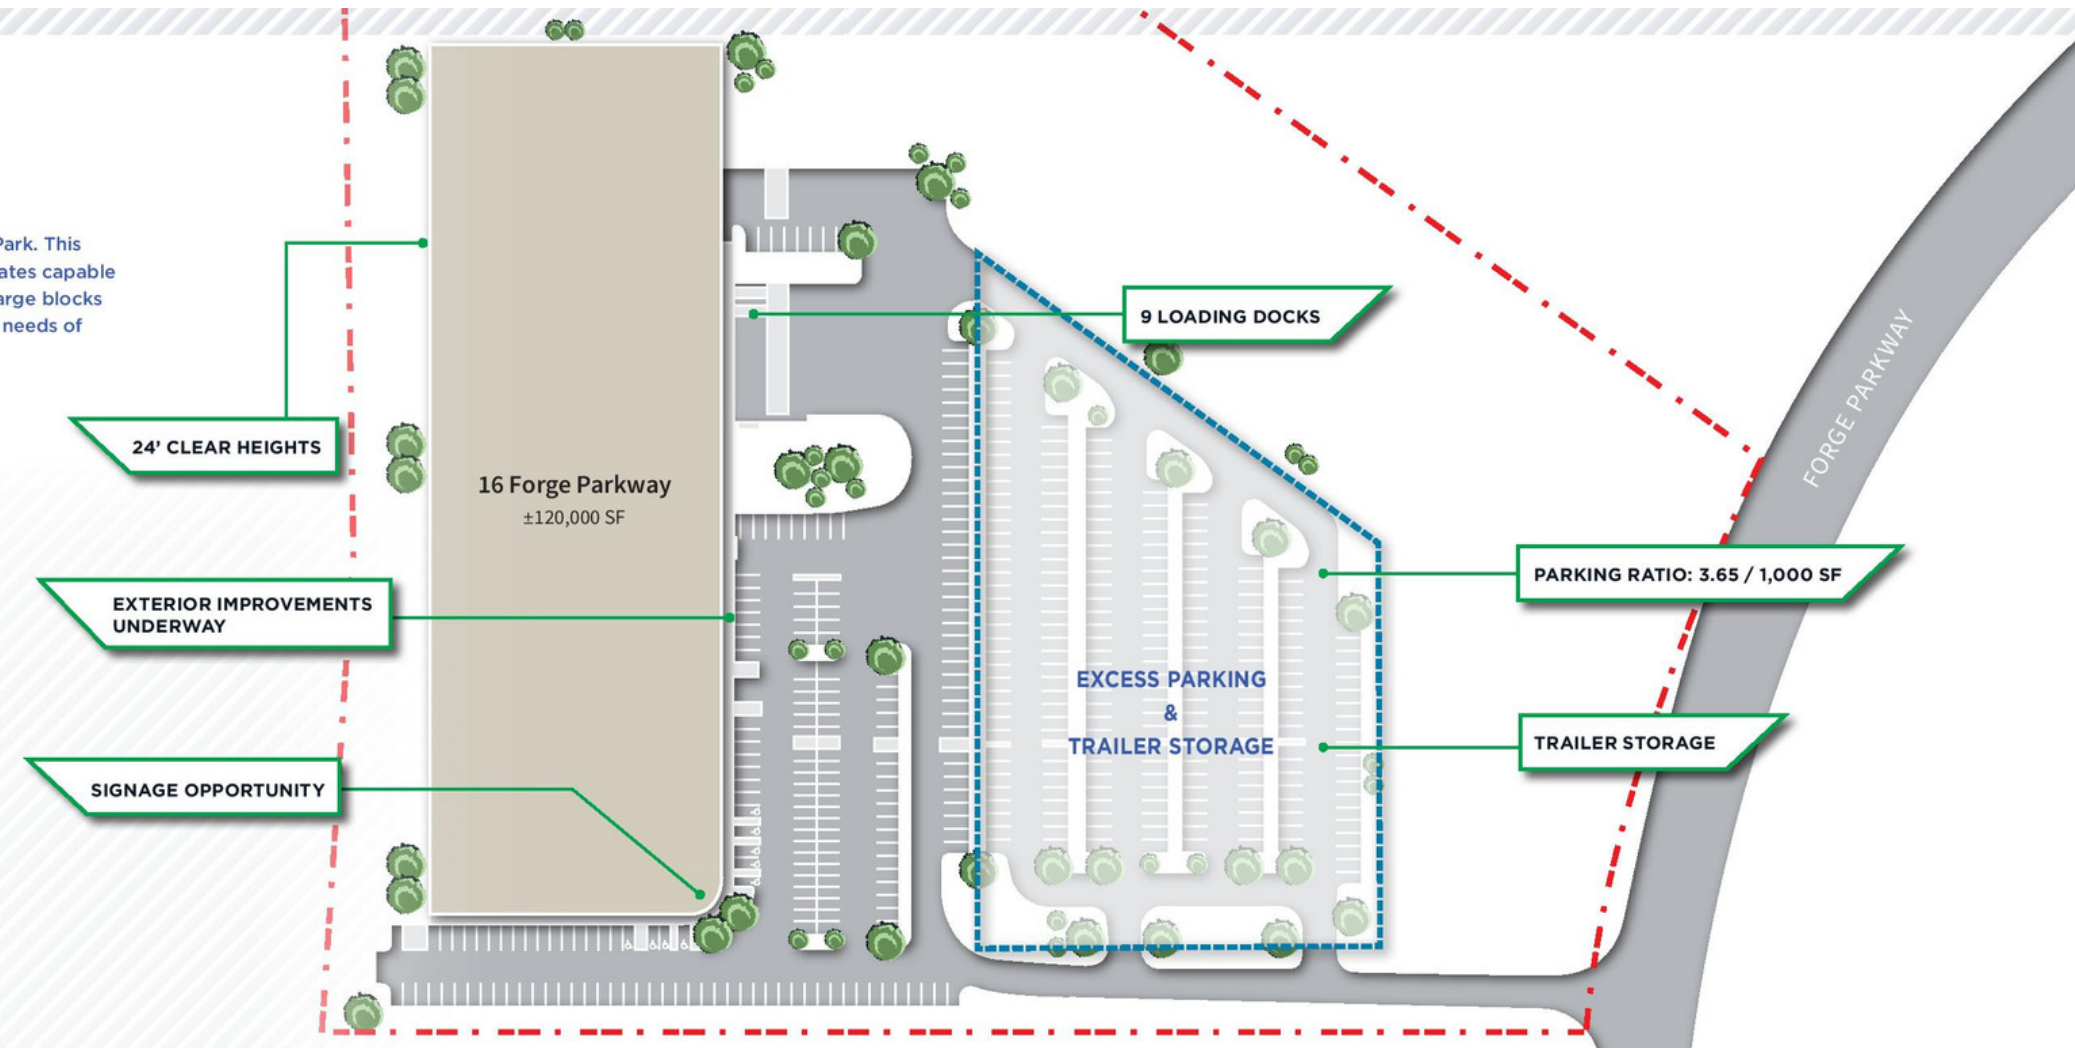 Park. This
ates capable
arge blocks
needs of
24' CLEAR HEIGHTS
16 Forge Parkway
±120,000 SF
EXTERIOR IMPROVEMENTS
UNDERWAY
SIGNAGE OPPORTUNITY
9 LOADING DOCKS
FORGE PARKWAY
PARKING RATIO: 3.65 / 1,000 SF
EXCESS PARKING
&
TRAILER STORAGE
TRAILER STORAGE